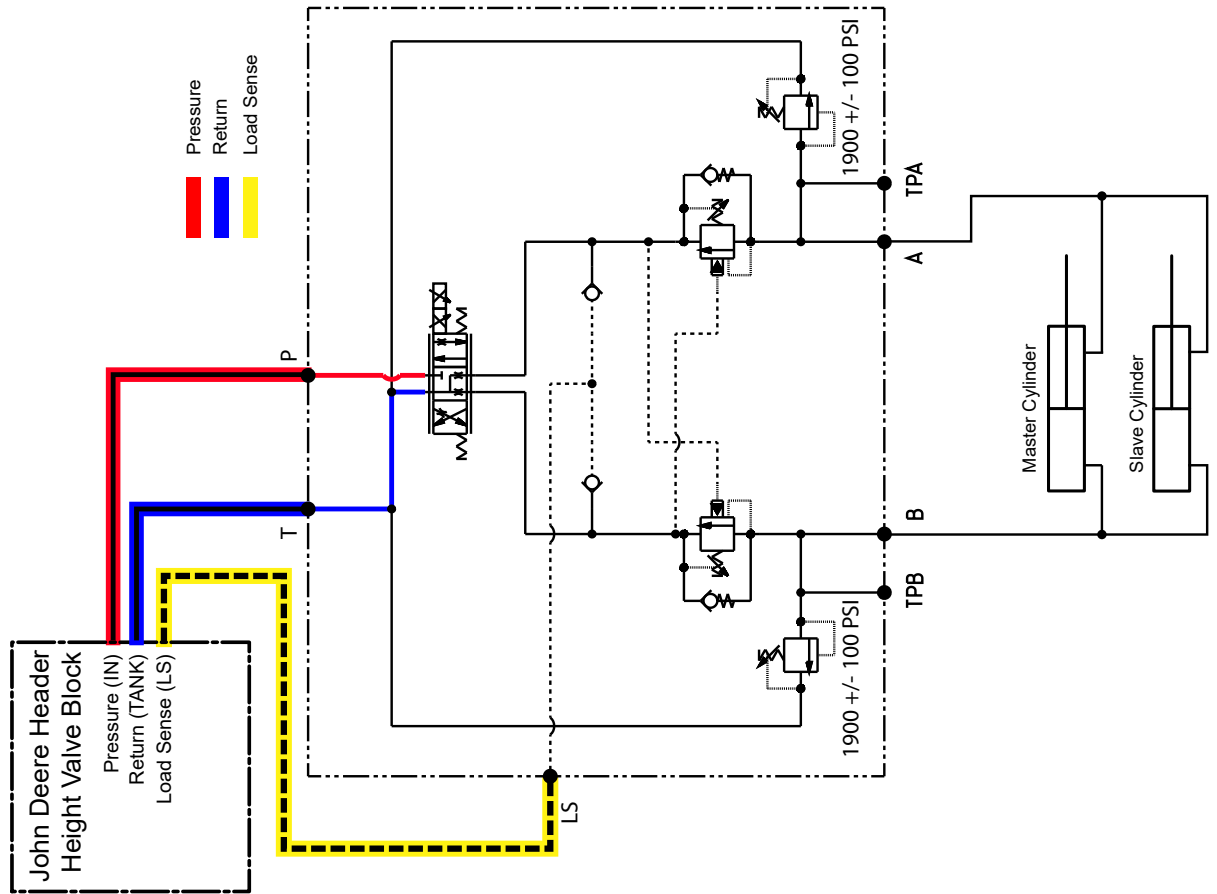 John Deere Header
Height Valve Block
Pressure (IN)
Return (TANK)
Load Sense (LS)
Pressure
Return
Load Sense
T
P
LS
1900 +/- 100 PSI
1900 +/- 100 PSI
TPB
B
A
TPA
Master Cylinder
Slave Cylinder